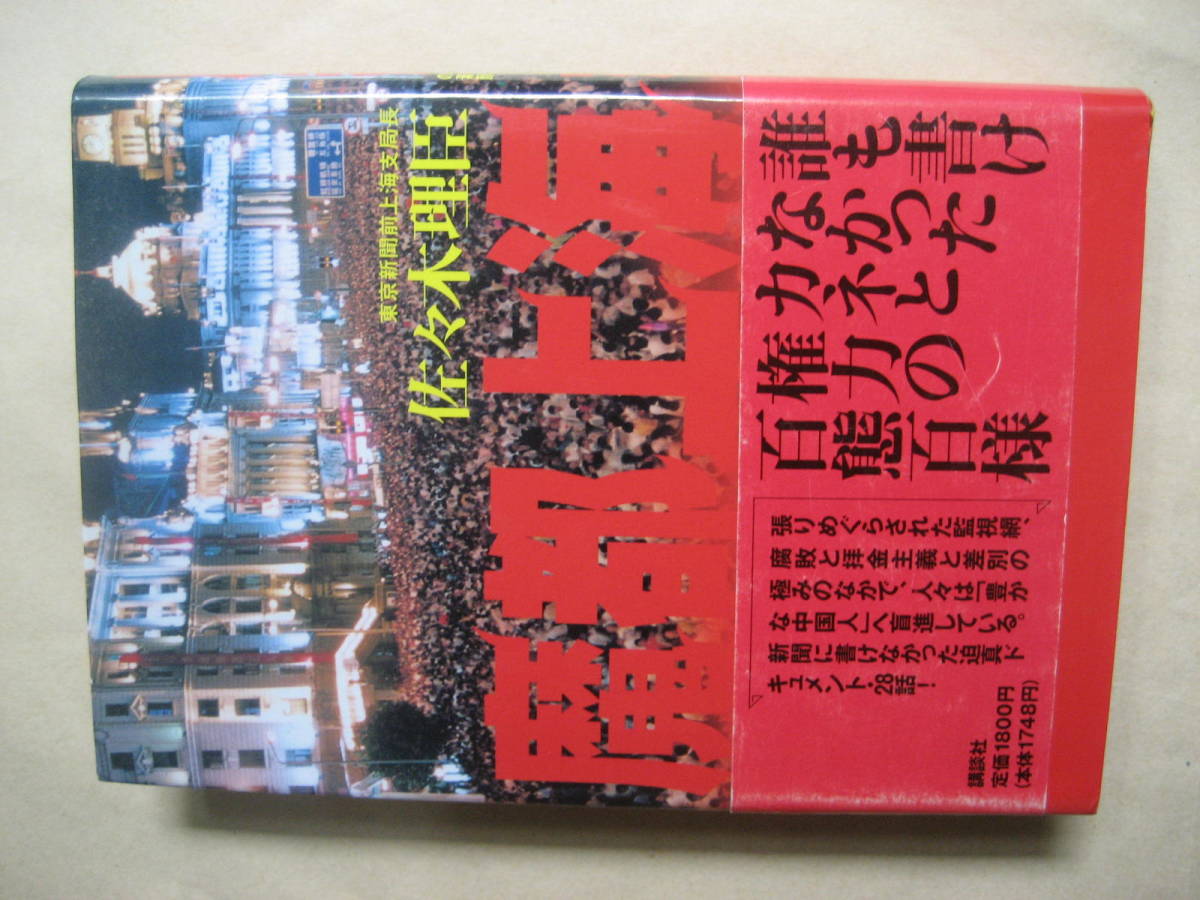 東京新聞前上海支局長
佐々木理臣
魔都上海
誰も書け
なかった
カネと
権力の
百態百様
張りめぐらされた監視網、
腐敗と拝金主義と差別の
極みのなかで、人々は「豊か
な中国人」へ盲進している。
新聞に書けなかった迫真ド
キュメント・28話！
講談社
定価1800円
(本体1748円)